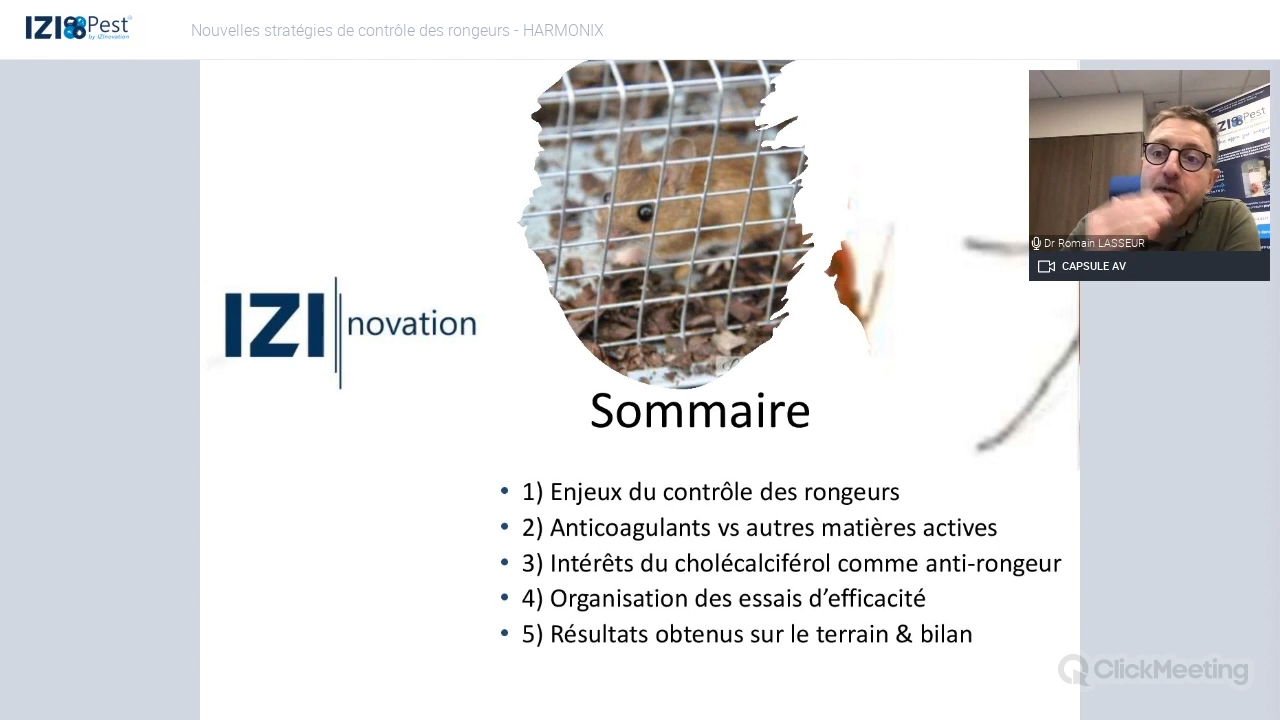 IZI Pest
by IZInovation
Nouvelles stratégies de contrôle des rongeurs - HARMONIX
IZI Pest
Dr Romain LASSEUR
CAPSULE AV
IZI novation
Sommaire
• 1) Enjeux du contrôle des rongeurs
• 2) Anticoagulants vs autres matières actives
• 3) Intérêts du cholécalciférol comme anti-rongeur
• 4) Organisation des essais d’efficacité
• 5) Résultats obtenus sur le terrain & bilan
ClickMeeting